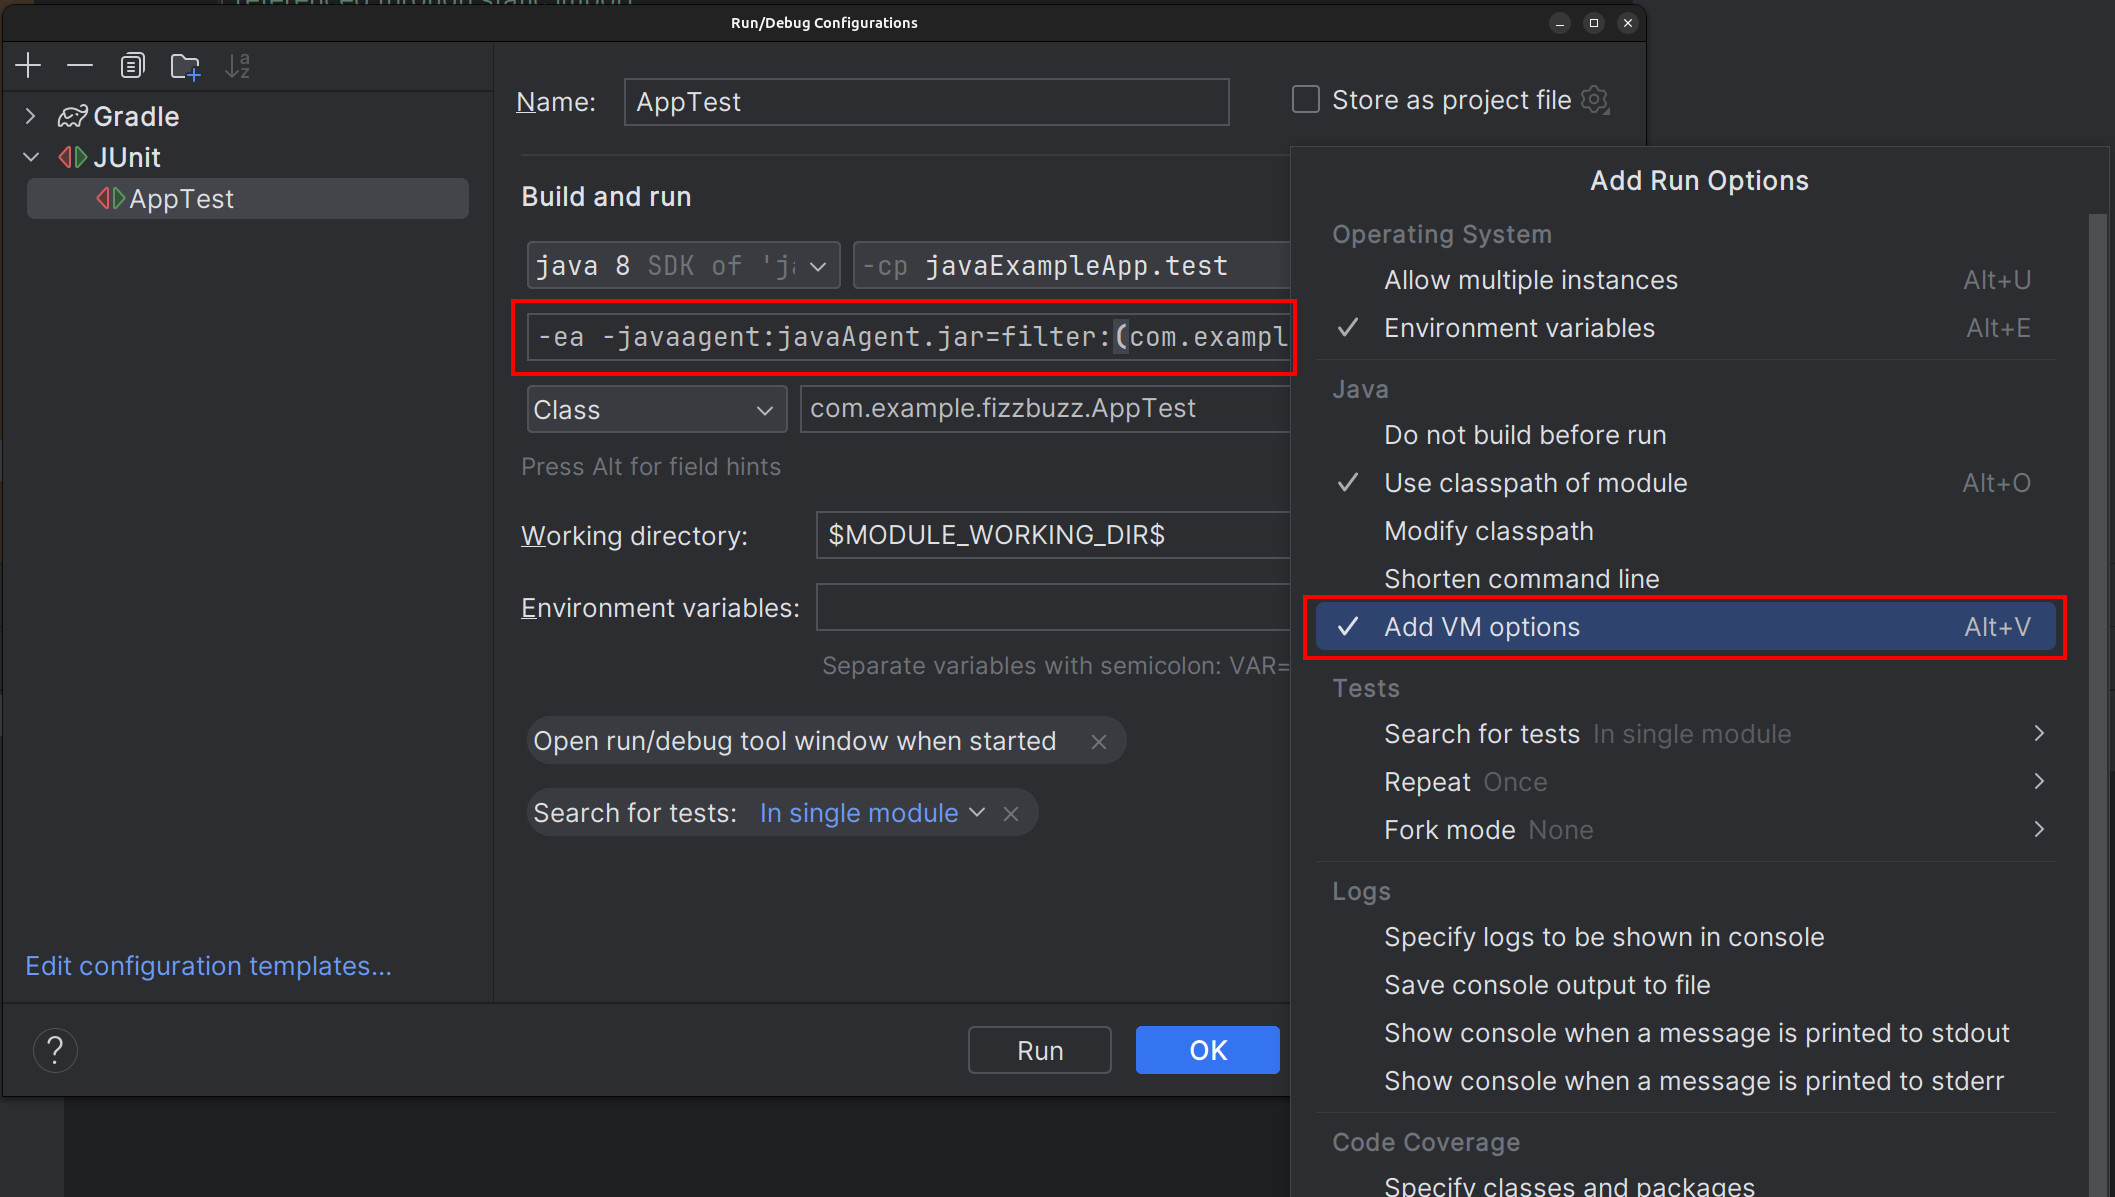 Run/Debug Configurations
Gradle
JUnit
AppTest
Edit configuration templates...
Name:
AppTest
Store as project file
Build and run
java 8 SDK of
-cp javaExampleApp.test
-ea -javaagent:javaAgent.jar=filter:(com.exampl
Class
com.example.fizzbuzz.AppTest
Press Alt for field hints
Working directory:
$MODULE_WORKING_DIR$
Environment variables:
Separate variables with semicolon: VAR=
Open run/debug tool window when started
Search for tests: In single module
?
Run
OK
Add Run Options
Operating System
Allow multiple instances Alt+U
Environment variables Alt+E
Java
Do not build before run
Use classpath of module Alt+O
Modify classpath
Shorten command line
Add VM options Alt+V
Tests
Search for tests In single module
Repeat Once
Fork mode None
Logs
Specify logs to be shown in console
Save console output to file
Show console when a message is printed to stdout
Show console when a message is printed to stderr
Code Coverage
Specify classes and packages